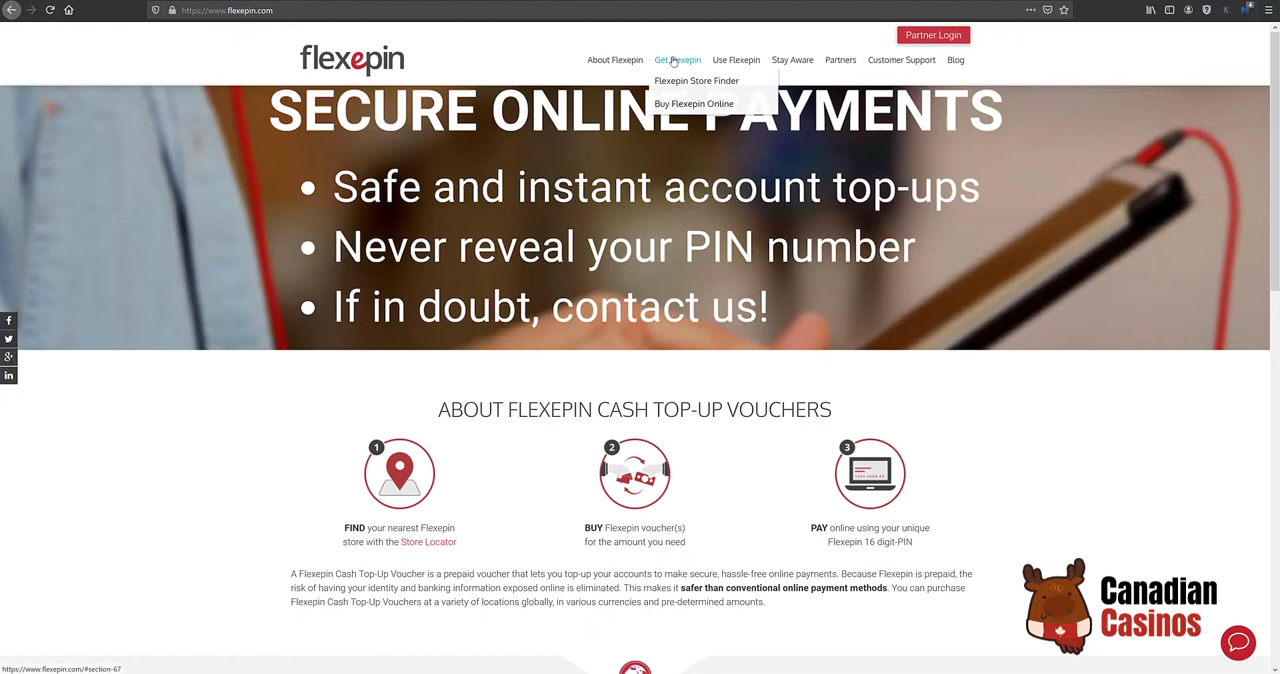 https://www.flexepin.com
4
Partner Login
flexepin
About Flexepin
Get Flexepin
Use Flexepin
Stay Aware
Partners
Customer Support
Blog
Flexepin Store Finder
Buy Flexepin Online
SECURE ONLINE PAYMENTS
• Safe and instant account top-ups
• Never reveal your PIN number
• If in doubt, contact us!
ABOUT FLEXEPIN CASH TOP-UP VOUCHERS
1
2
3
FIND your nearest Flexepin
store with the Store Locator
BUY Flexepin voucher(s)
for the amount you need
PAY online using your unique
Flexepin 16 digit-PIN
A Flexepin Cash Top-Up Voucher is a prepaid voucher that lets you top-up your accounts to make secure, hassle-free online payments. Because Flexepin is prepaid, the
risk of having your identity and banking information exposed online is eliminated. This makes it safer than conventional online payment methods. You can purchase
Flexepin Cash Top-Up Vouchers at a variety of locations globally, in various currencies and pre-determined amounts.
Canadian
Casinos
https://www.flexepin.com/#section-67